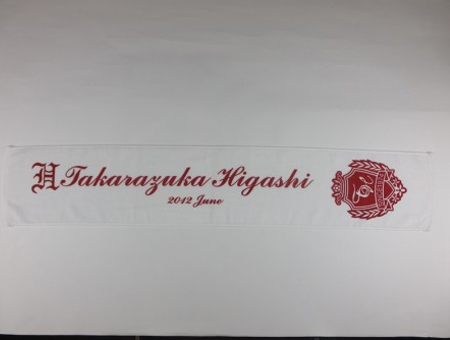 H Takarazuka Higashi
2012 June